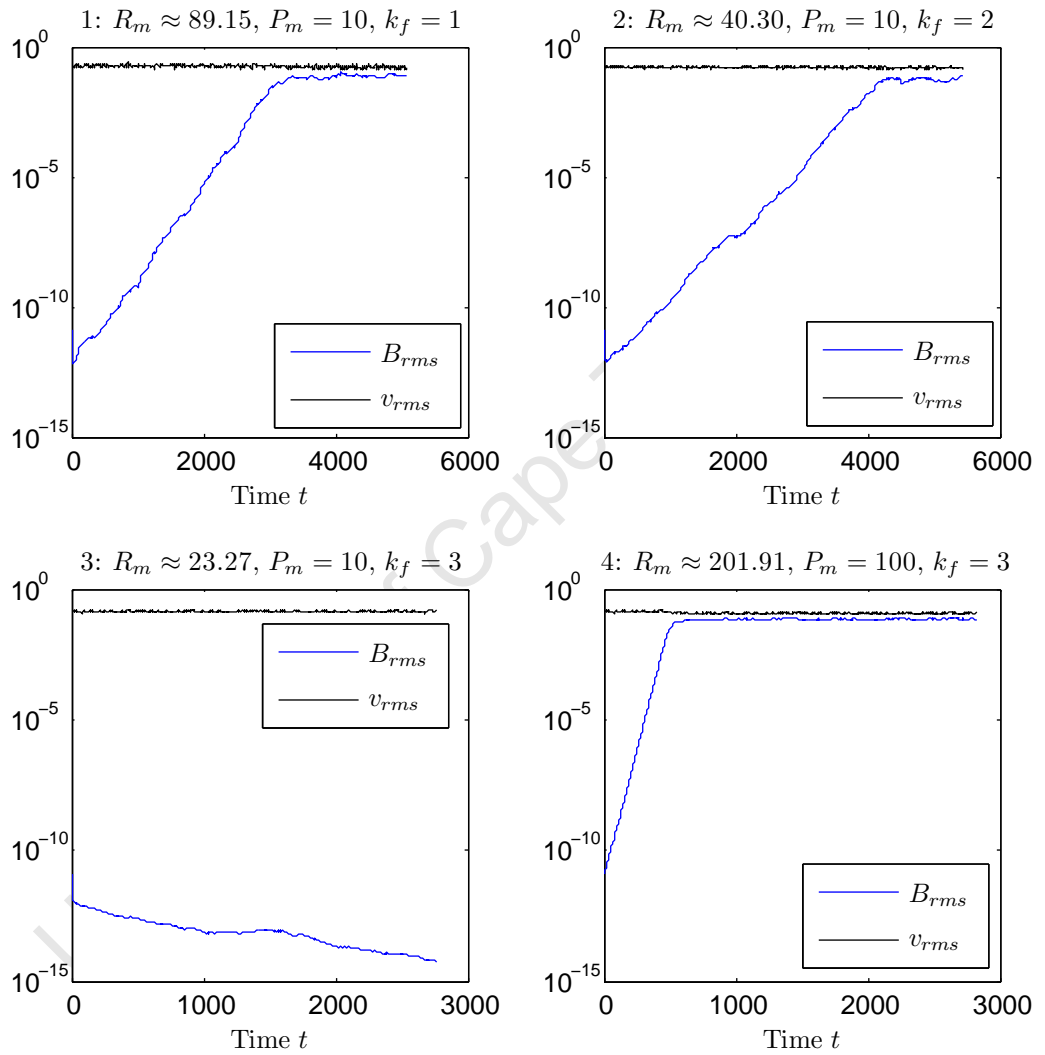 1: R_m ≈ 89.15, P_m = 10, k_f = 1
10^0
10^−5
10^−10
10^−15
B_rms
v_rms
0 2000 4000 6000
Time t
2: R_m ≈ 40.30, P_m = 10, k_f = 2
10^0
10^−5
10^−10
10^−15
B_rms
v_rms
0 2000 4000 6000
Time t
3: R_m ≈ 23.27, P_m = 10, k_f = 3
10^0
10^−5
10^−10
10^−15
B_rms
v_rms
0 1000 2000 3000
Time t
4: R_m ≈ 201.91, P_m = 100, k_f = 3
10^0
10^−5
10^−10
10^−15
B_rms
v_rms
0 1000 2000 3000
Time t
Cape